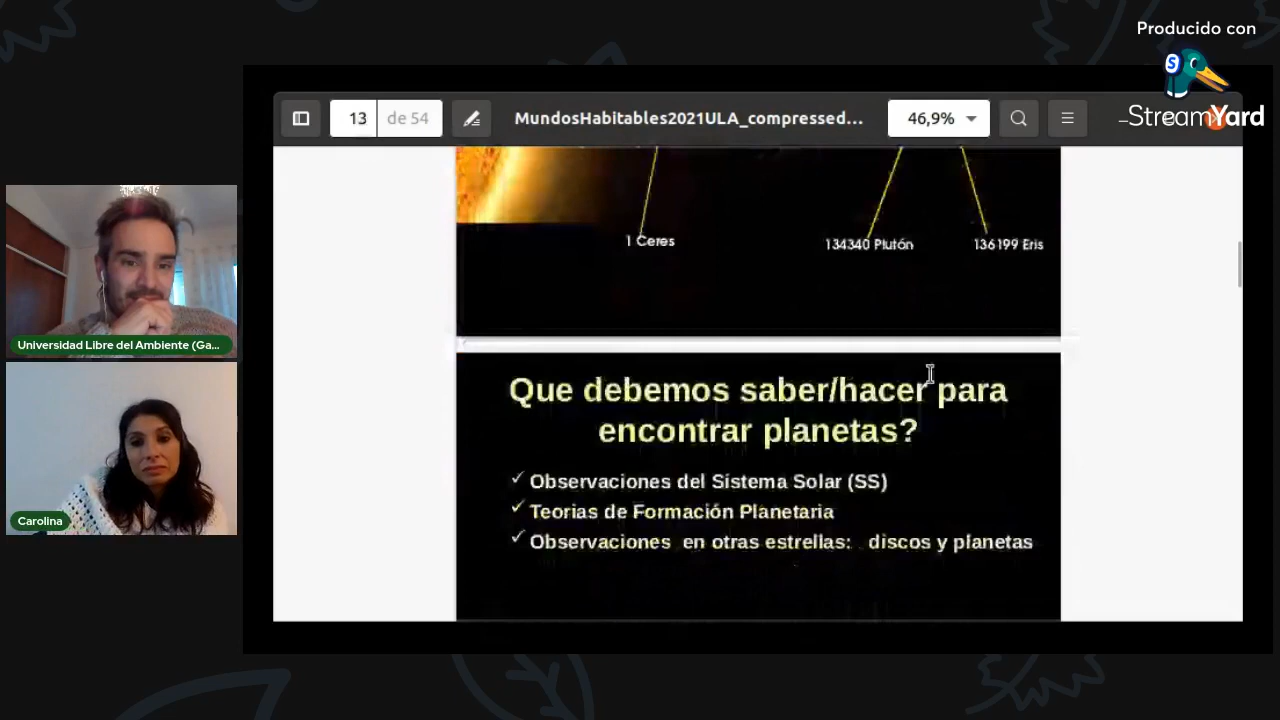 Producido con
StreamYard
13 de 54
MundosHabitables2021ULA_compressed...
46,9%
1 Ceres
134340 Plutón
136199 Eris
Que debemos saber/hacer para
encontrar planetas?
✓ Observaciones del Sistema Solar (SS)
✓ Teorias de Formación Planetaria
✓ Observaciones en otras estrellas: discos y planetas
Universidad Libre del Ambiente (Ga...
Carolina